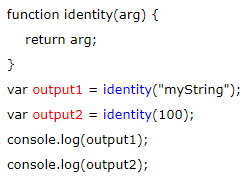 function identity(arg) {
    return arg;
}
var output1 = identity("myString");
var output2 = identity(100);
console.log(output1);
console.log(output2);